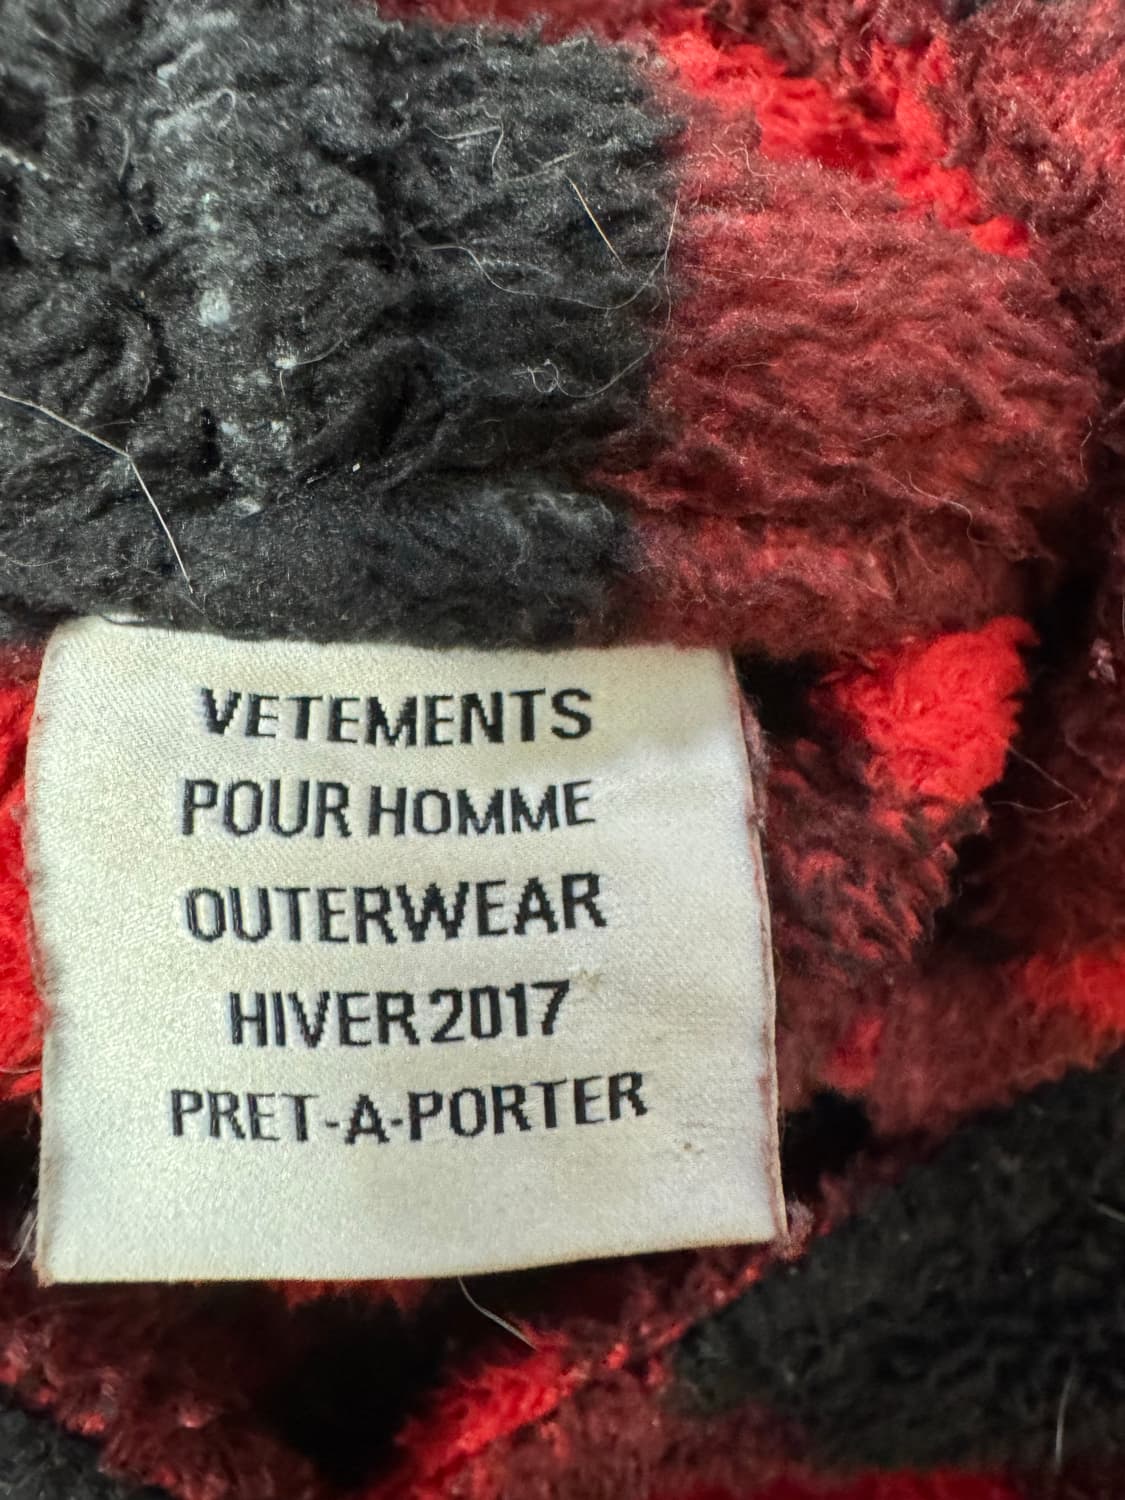 VETEMENTS
POUR HOMME
OUTERWEAR
HIVER 2017
PRET-A-PORTER